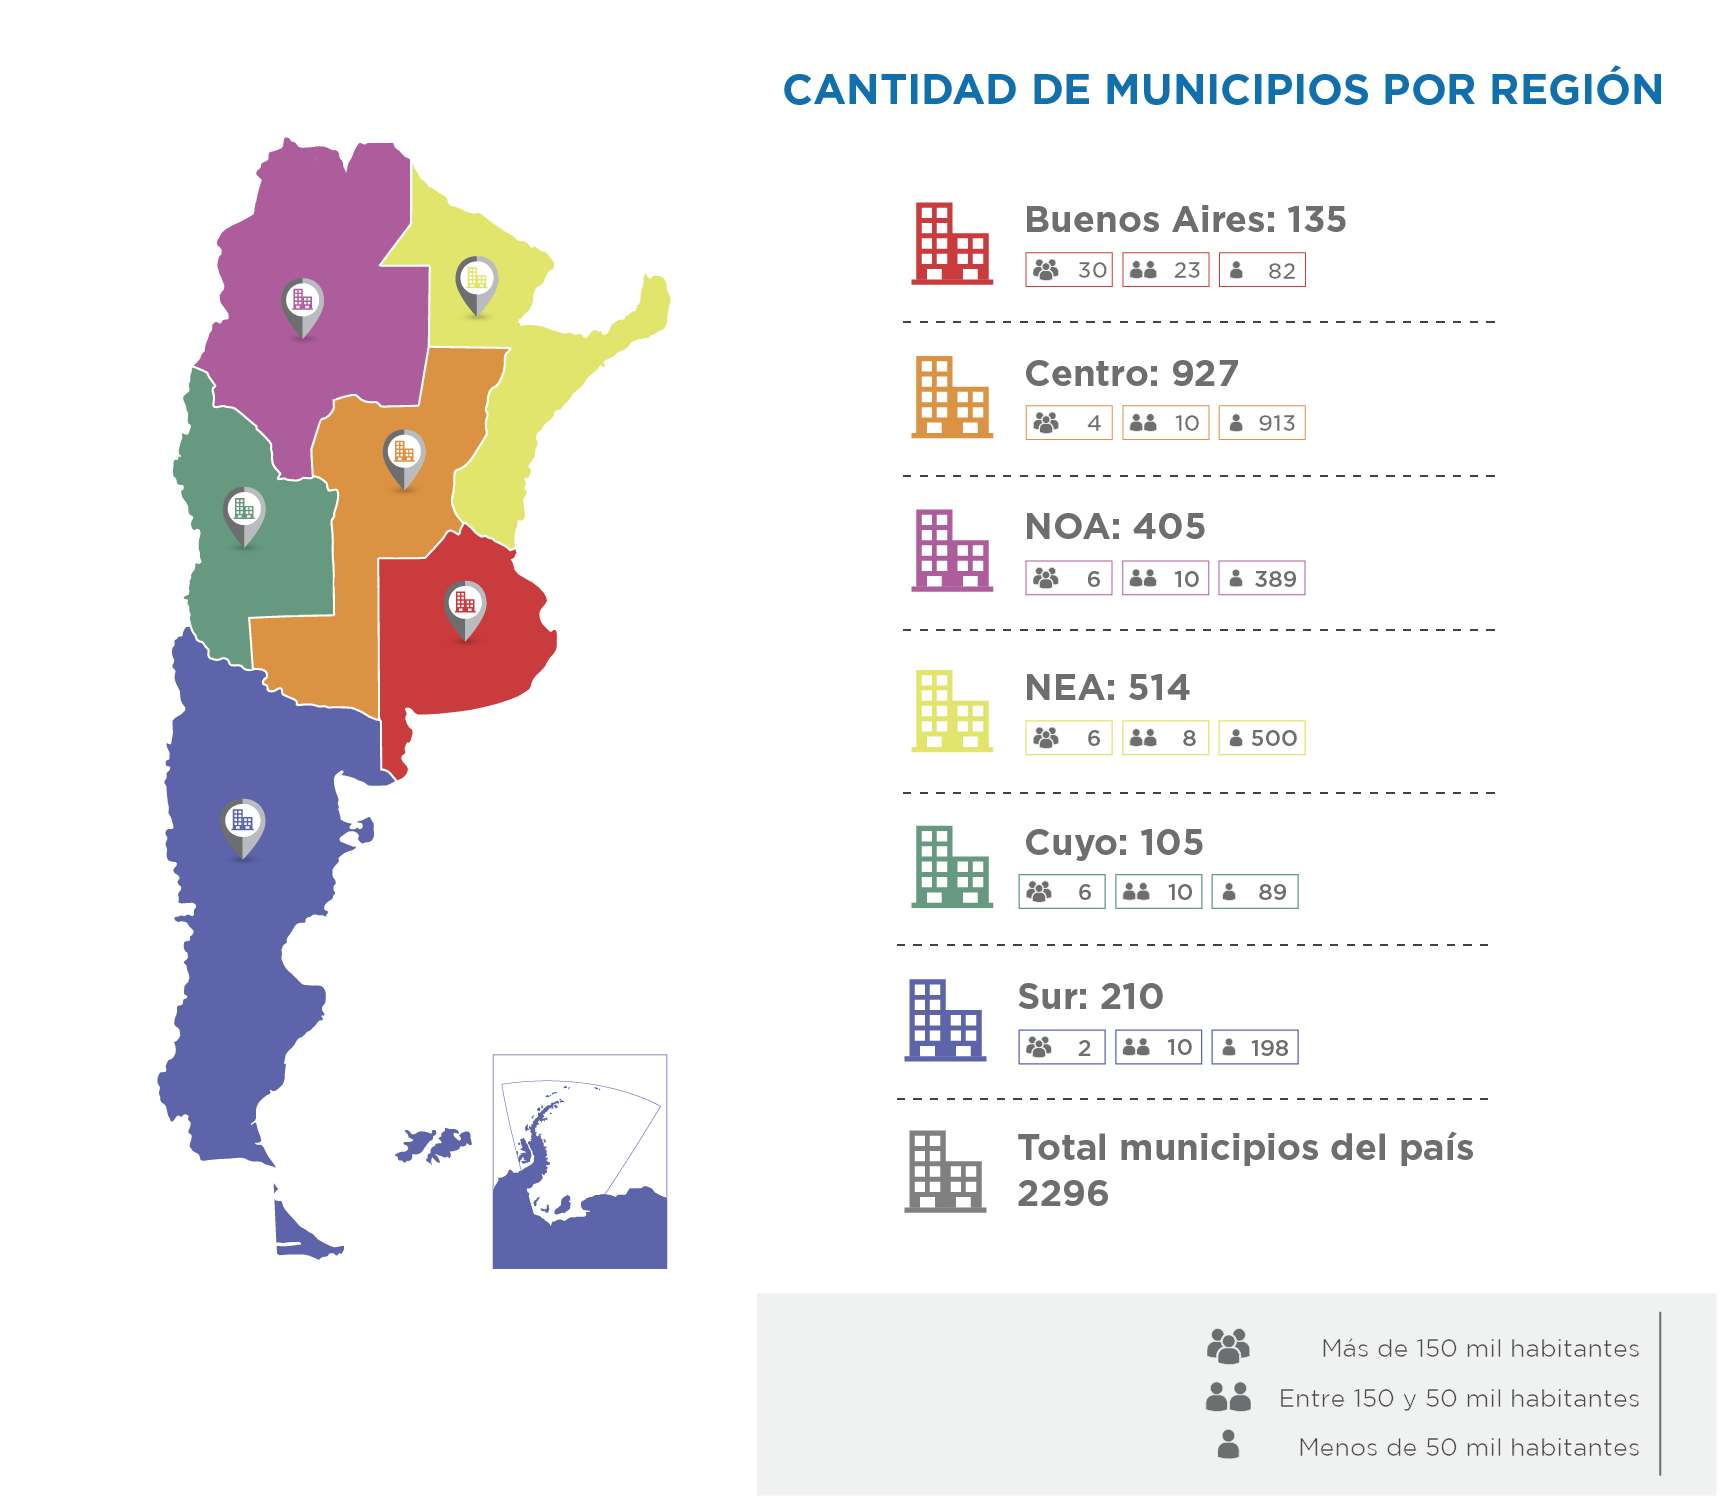 CANTIDAD DE MUNICIPIOS POR REGIÓN
Buenos Aires: 135
30 23 82
Centro: 927
4 10 913
NOA: 405
6 10 389
NEA: 514
6 8 500
Cuyo: 105
6 10 89
Sur: 210
2 10 198
Total municipios del país
2296
Más de 150 mil habitantes
Entre 150 y 50 mil habitantes
Menos de 50 mil habitantes